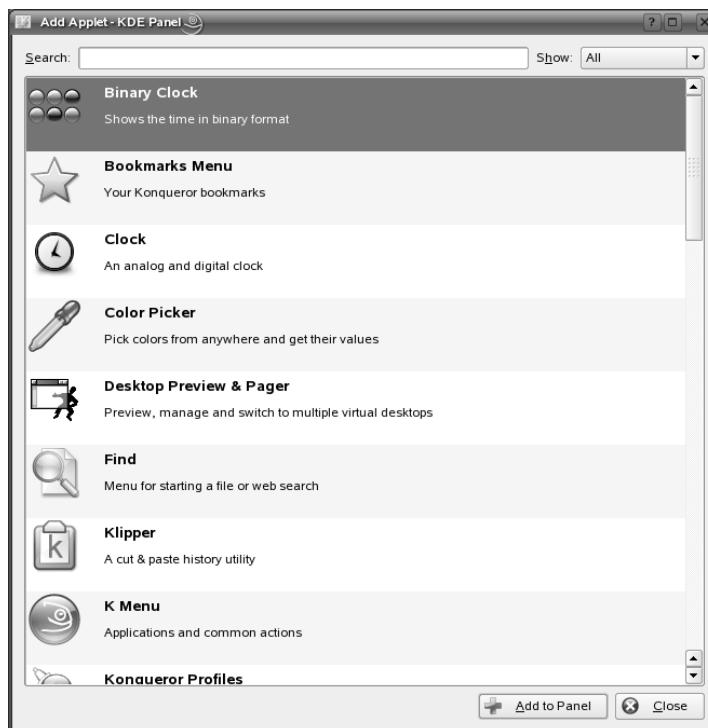 Add Applet - KDE Panel
Search:
Show: All
Binary Clock
Shows the time in binary format
Bookmarks Menu
Your Konqueror bookmarks
Clock
An analog and digital clock
Color Picker
Pick colors from anywhere and get their values
Desktop Preview & Pager
Preview, manage and switch to multiple virtual desktops
Find
Menu for starting a file or web search
Klipper
A cut & paste history utility
K Menu
Applications and common actions
Konqueror Profiles
Add to Panel
Close